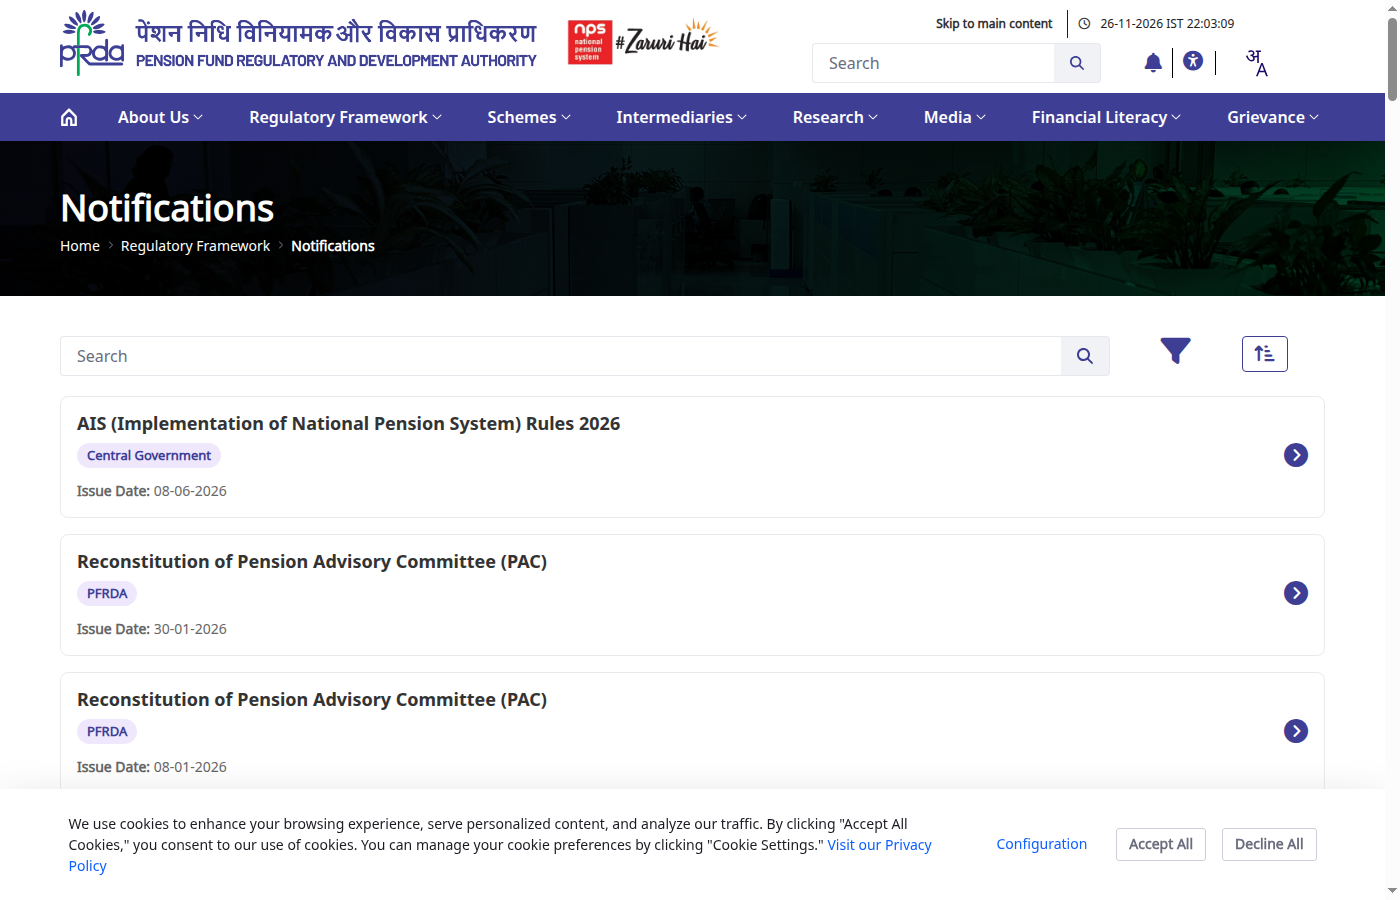 पेंशन निधि विनियामक और विकास प्राधिकरण
PENSION FUND REGULATORY AND DEVELOPMENT AUTHORITY
prda
nps
national
pension
system
#Zaruri Hai
Skip to main content
26-11-2026 IST 22:03:09
Search
अ
A
About Us
Regulatory Framework
Schemes
Intermediaries
Research
Media
Financial Literacy
Grievance
Notifications
Home > Regulatory Framework > Notifications
Search
AIS (Implementation of National Pension System) Rules 2026
Central Government
Issue Date: 08-06-2026
Reconstitution of Pension Advisory Committee (PAC)
PFRDA
Issue Date: 30-01-2026
Reconstitution of Pension Advisory Committee (PAC)
PFRDA
Issue Date: 08-01-2026
We use cookies to enhance your browsing experience, serve personalized content, and analyze our traffic. By clicking "Accept All
Cookies," you consent to our use of cookies. You can manage your cookie preferences by clicking "Cookie Settings." Visit our Privacy
Policy
Configuration
Accept All
Decline All